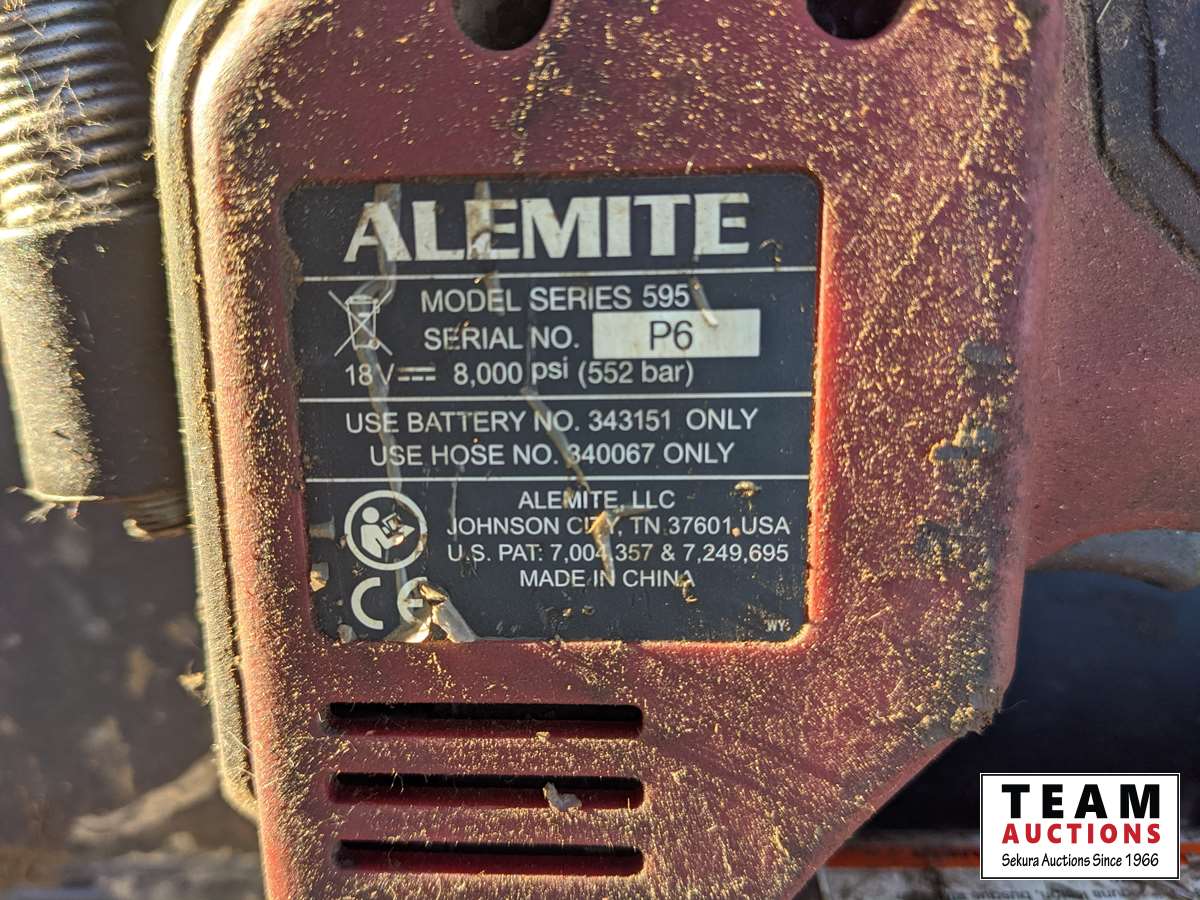 ALEMITE
MODEL SERIES 595
SERIAL NO. P6
18V 8,000 psi (552 bar)
USE BATTERY NO. 343151 ONLY
USE HOSE NO. 340067 ONLY
ALEMITE, LLC
JOHNSON CITY, TN 37601 USA
U.S. PAT: 7,004,357 & 7,249,695
MADE IN CHINA
CE
WY
TEAM
AUCTIONS
Sekura Auctions Since 1966